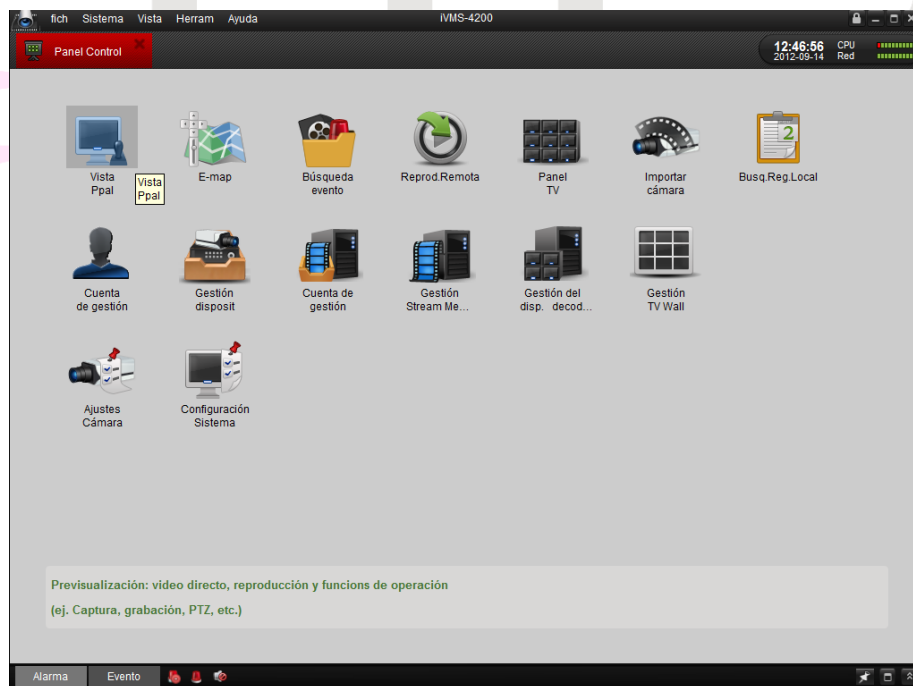 fich Sistema Vista Herram Ayuda
iVMS-4200
Panel Control
12:46:56
2012-09-14
CPU
Red
Vista
Ppal
Vista
Ppal
E-map
Búsqueda
evento
Reprod.Remota
Panel
TV
Importar
cámara
2
Busq.Reg.Local
Cuenta
de gestión
Gestión
disposit
Cuenta de
gestión
Gestión
Stream Me...
Gestión del
disp. decod...
Gestión
TV Wall
Ajustes
Cámara
Configuración
Sistema
Previsualización: video directo, reproducción y funcions de operación
(ej. Captura, grabación, PTZ, etc.)
Alarma
Evento